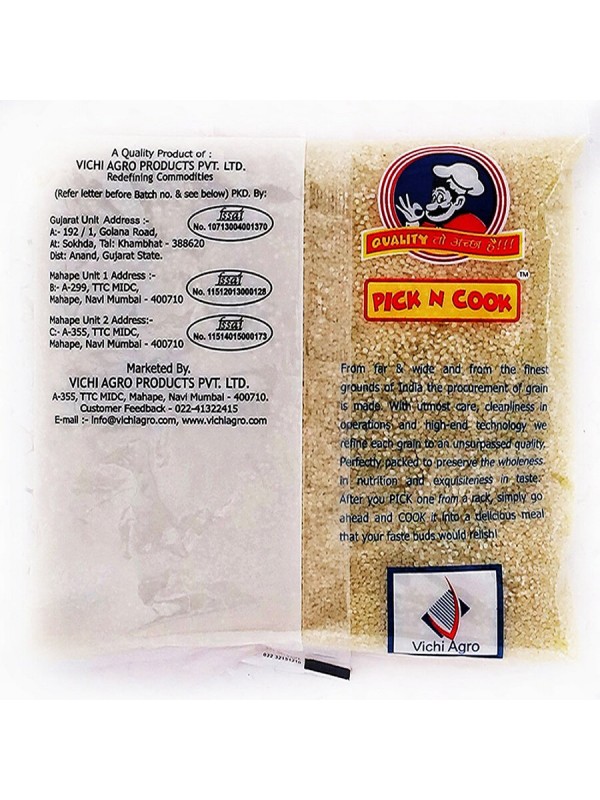 A Quality Product of :
VICHI AGRO PRODUCTS PVT. LTD.
Redefining Commodities
(Refer letter before Batch no. & see below) PKD. By:
Gujarat Unit Address :-
A:- 192 / 1, Golana Road,
At: Sokhda, Tal: Khambhat - 388620
Dist: Anand, Gujarat State.
fssai
No. 10713004001370
Mahape Unit 1 Address :-
B:- A-299, TTC MIDC,
Mahape, Navi Mumbai - 400710
fssai
No. 11512013000128
Mahape Unit 2 Address:-
C:- A-355, TTC MIDC,
Mahape, Navi Mumbai - 400710
fssai
No. 11514015000173
Marketed By.
VICHI AGRO PRODUCTS PVT. LTD.
A-355, TTC MIDC, Mahape, Navi Mumbai - 400710.
Customer Feedback - 022-41322415
E-mail :- info@vichiagro.com, www.vichiagro.com
QUALITY तो अच्छा है!!!
PICK N COOK
TM
From far & wide and from the finest
grounds of India the procurement of grain
is made. With utmost care, cleanliness in
operations and high-end technology we
refine each grain to an unsurpassed quality.
Perfectly packed to preserve the wholeness
in nutrition and exquisiteness in taste.
After you PICK one from a rack, simply go
ahead and COOK it into a delicious meal
that your taste buds would relish!
Vichi Agro